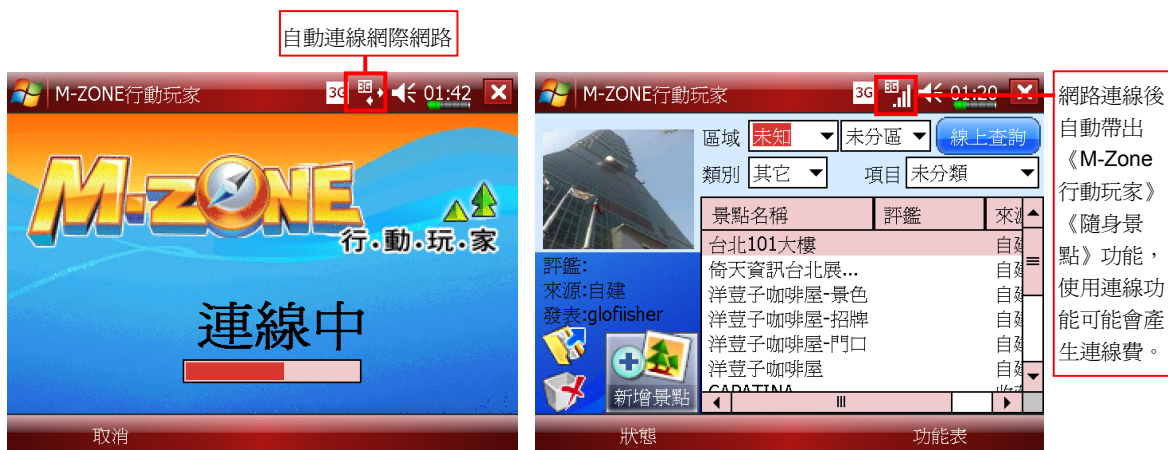 自動連線網際網路
M-ZONE行動玩家
3G
3G
01:42
M-ZONE
行.動.玩.家
連線中
取消
M-ZONE行動玩家
3G
3G
01:29
區域 未知 未分區 線上查詢
類別 其它 項目 未分類
景點名稱 評鑑
台北101大樓
倚天資訊台北展...
洋荳子咖啡屋-景色
洋荳子咖啡屋-招牌
洋荳子咖啡屋-門口
洋荳子咖啡屋
評鑑:
來源:自建
發表:glofiisher
新增景點
狀態 功能表
網路連線後
自動帶出
《M-Zone
行動玩家》
《隨身景
點》功能，
使用連線功
能可能會產
生連線費。